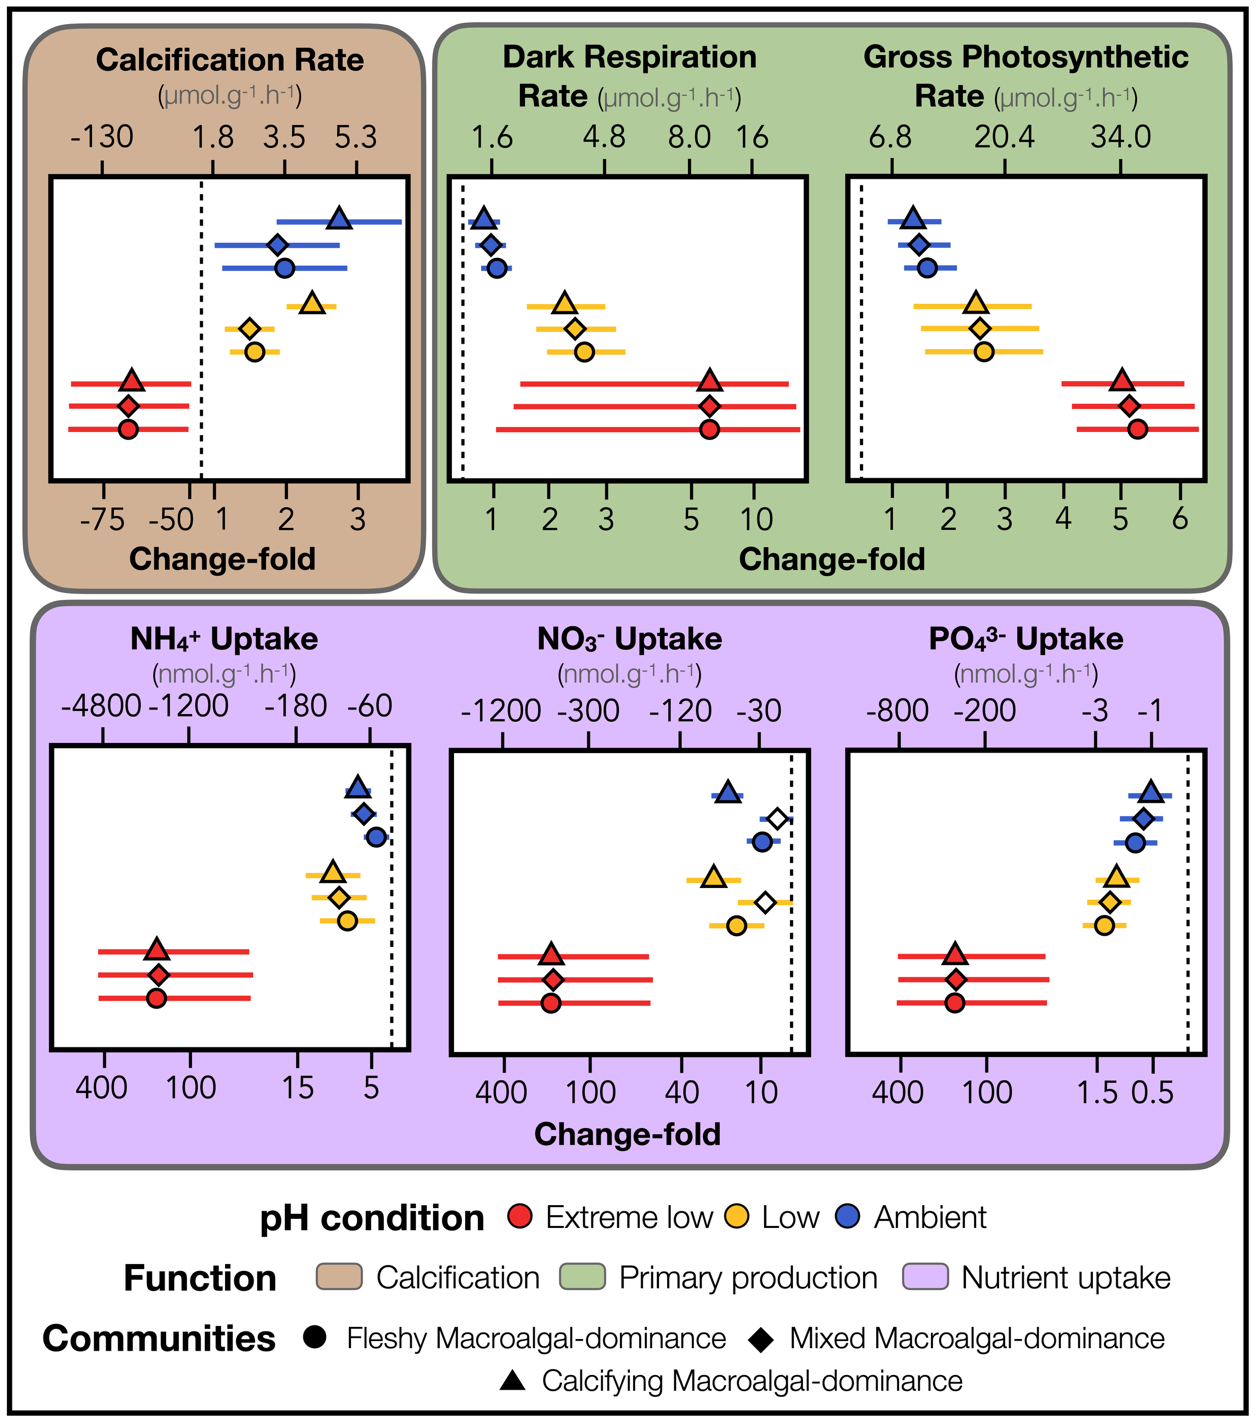 Calcification Rate
(µmol.g-1.h-1)
-130 1.8 3.5 5.3
-75 -50 1 2 3
Change-fold
Dark Respiration
Rate (µmol.g-1.h-1)
1.6 4.8 8.0 16
1 2 3 5 10
Gross Photosynthetic
Rate (µmol.g-1.h-1)
6.8 20.4 34.0
1 2 3 4 5 6
Change-fold
NH4+ Uptake
(nmol.g-1.h-1)
-4800 -1200 -180 -60
400 100 15 5
NO3- Uptake
(nmol.g-1.h-1)
-1200 -300 -120 -30
400 100 40 10
PO43- Uptake
(nmol.g-1.h-1)
-800 -200 -3 -1
400 100 1.5 0.5
Change-fold
pH condition Extreme low Low Ambient
Function Calcification Primary production Nutrient uptake
Communities Fleshy Macroalgal-dominance Mixed Macroalgal-dominance
Calcifying Macroalgal-dominance